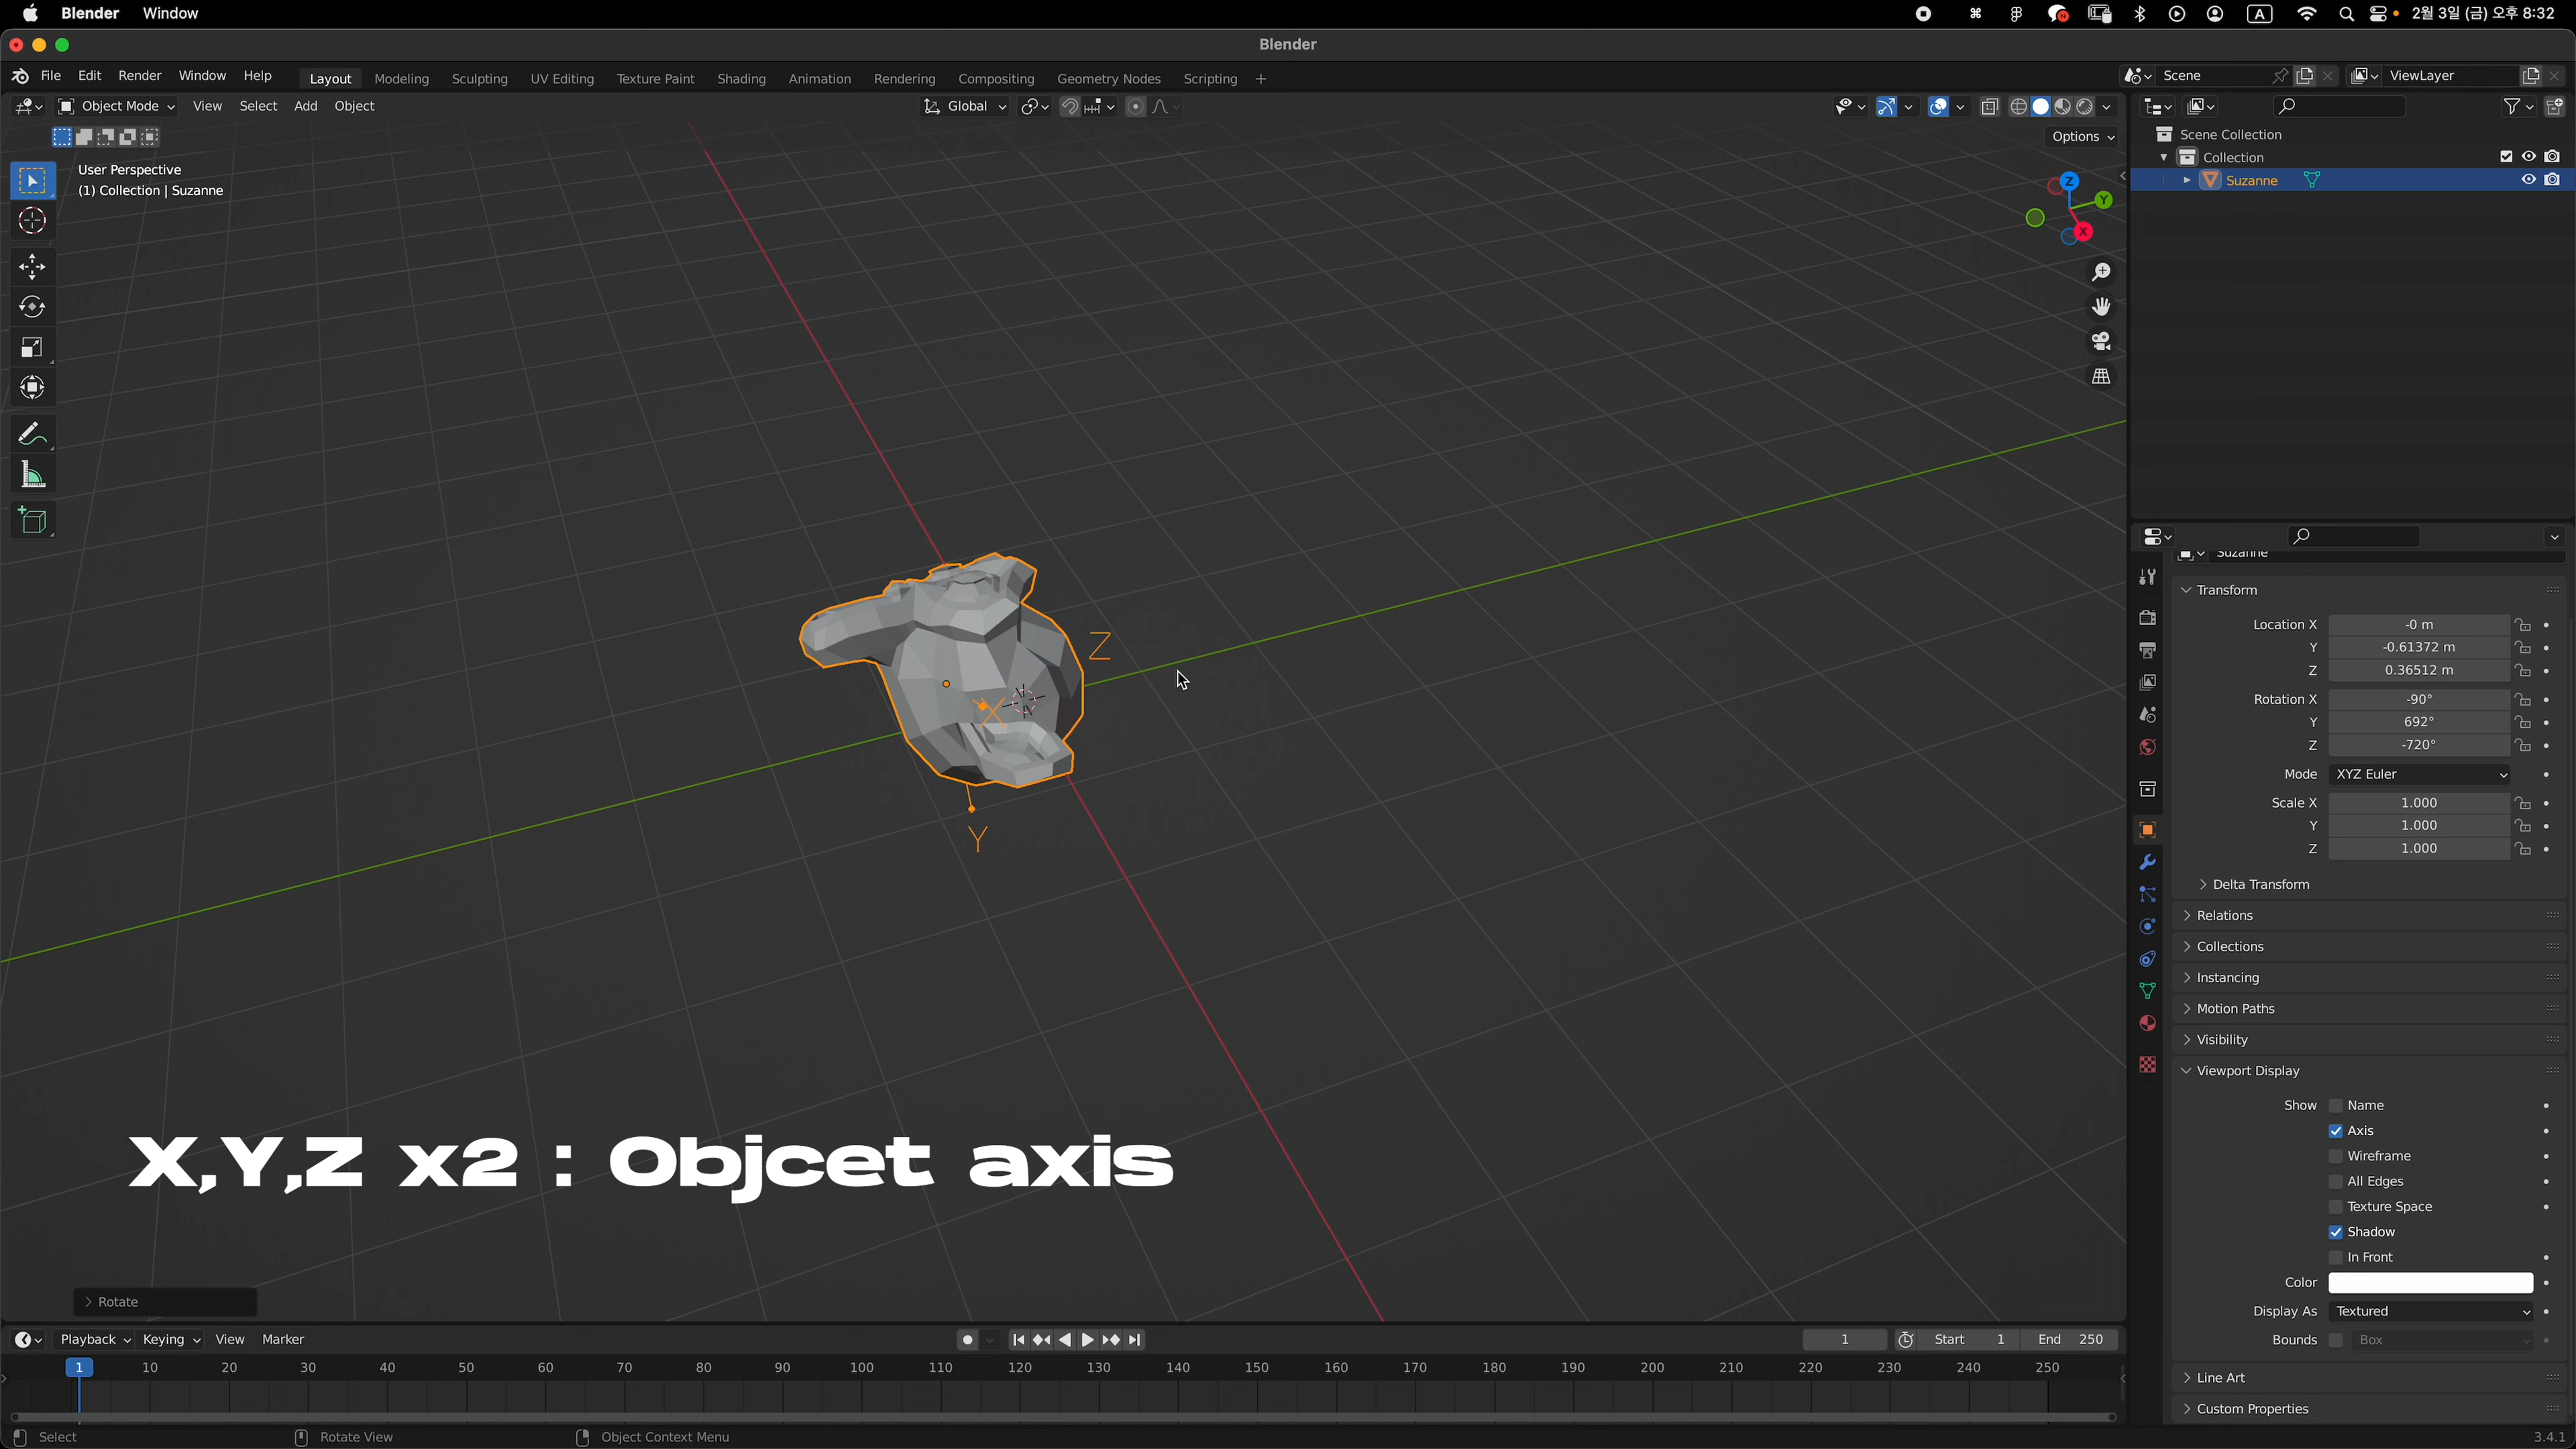 Blender Window
A
2월 3일 (금) 오후 8:32
Blender
File Edit Render Window Help
Layout Modeling Sculpting UV Editing Texture Paint Shading Animation Rendering Compositing Geometry Nodes Scripting +
Scene
ViewLayer
Object Mode View Select Add Object
Global
Options
User Perspective
(1) Collection | Suzanne
Z
Y
X
Scene Collection
Collection
Suzanne
Suzanne
Transform
Location X -0 m
Y -0.61372 m
Z 0.36512 m
Rotation X -90°
Y 692°
Z -720°
Mode XYZ Euler
Scale X 1.000
Y 1.000
Z 1.000
Delta Transform
Relations
Collections
Instancing
Motion Paths
Visibility
Viewport Display
Show Name
Axis
Wireframe
All Edges
Texture Space
Shadow
In Front
Color
Display As Textured
Bounds Box
Line Art
Custom Properties
Z
X
Y
X,Y,Z x2 : Objcet axis
Rotate
Playback Keying View Marker
1 Start 1 End 250
1 10 20 30 40 50 60 70 80 90 100 110 120 130 140 150 160 170 180 190 200 210 220 230 240 250
Select Rotate View Object Context Menu
3.4.1